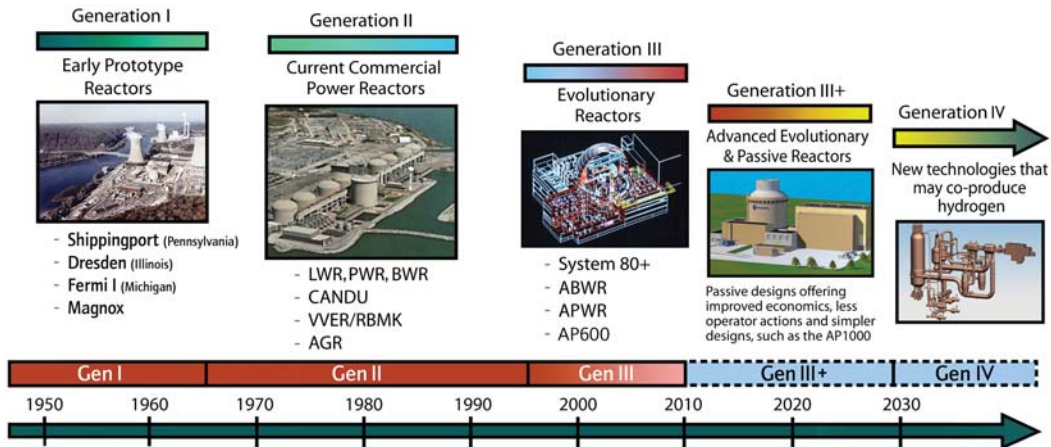 Generation I
Early Prototype
Reactors
- Shippingport (Pennsylvania)
- Dresden (Illinois)
- Fermi I (Michigan)
- Magnox
Generation II
Current Commercial
Power Reactors
- LWR, PWR, BWR
- CANDU
- VVER/RBMK
- AGR
Generation III
Evolutionary
Reactors
- System 80+
- ABWR
- APWR
- AP600
Generation III+
Advanced Evolutionary
& Passive Reactors
Passive designs offering
improved economics, less
operator actions and simpler
designs, such as the AP1000
Generation IV
New technologies that
may co-produce
hydrogen
Gen I Gen II Gen III Gen III+ Gen IV
1950 1960 1970 1980 1990 2000 2010 2020 2030